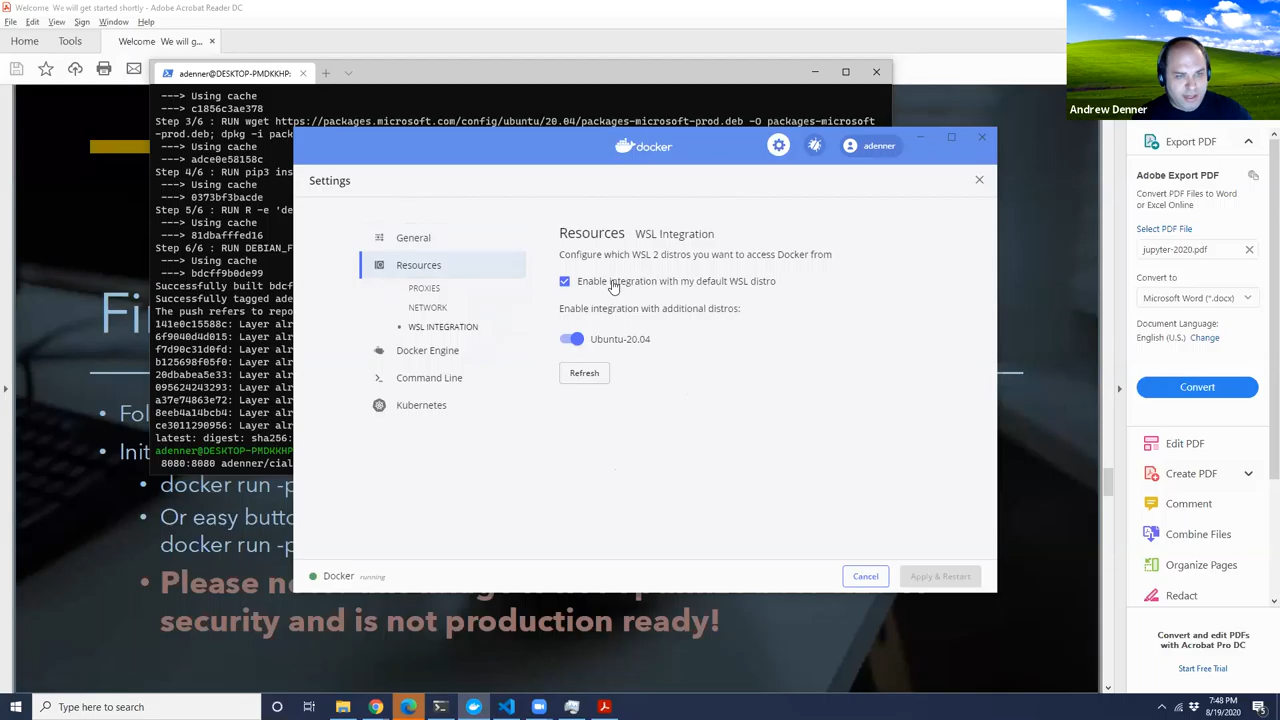 Welcome  We will get started shortly - Adobe Acrobat Reader DC
File Edit View Sign Window Help
Home Tools Welcome We will g... ×
Andrew Denner
adenner@DESKTOP-PMDKKHP:
---> Using cache
---> c1856c3ae378
Step 3/6 : RUN wget https://packages.microsoft.com/config/ubuntu/20.04/packages-microsoft-prod.deb -O packages-microsoft
-prod.deb; dpkg -i pack
---> Using cache
---> adce0e58158c
Step 4/6 : RUN pip3 ins
---> Using cache
---> 0373bf3bacde
Step 5/6 : RUN R -e 'de
---> Using cache
---> 81dbafffed16
Step 6/6 : RUN DEBIAN_F
---> Using cache
---> bdcff9b0de99
Successfully built bdcf
Successfully tagged ade
The push refers to repo
141e0c15588c: Layer alr
6f9040d4d015: Layer alr
f7d90c31d0fd: Layer alr
b125698f05f0: Layer alr
20dbabea5e33: Layer alr
095624243293: Layer alr
a37e74863e72: Layer alr
8eeb4a14bcb4: Layer alr
ce3011290956: Layer alr
latest: digest: sha256:
adenner@DESKTOP-PMDKKHP
8080:8080 adenner/cial
docker
adenner
Settings
General
Resources
PROXIES
NETWORK
WSL INTEGRATION
Docker Engine
Command Line
Kubernetes
Resources WSL Integration
Configure which WSL 2 distros you want to access Docker from
Enable integration with my default WSL distro
Enable integration with additional distros:
Ubuntu-20.04
Refresh
Docker running
Cancel
Apply & Restart
Fi
• Fol
• Init
• docker run -p
• Or easy butto
docker run -p
• Please no
security and is not production ready!
Export PDF
Adobe Export PDF
Convert PDF Files to Word
or Excel Online
Select PDF File
jupyter-2020.pdf
Convert to
Microsoft Word (*.docx)
Document Language:
English (U.S.) Change
Convert
Edit PDF
Create PDF
Comment
Combine Files
Organize Pages
Redact
Convert and edit PDFs
with Acrobat Pro DC
Start Free Trial
Type here to search
7:48 PM
8/19/2020